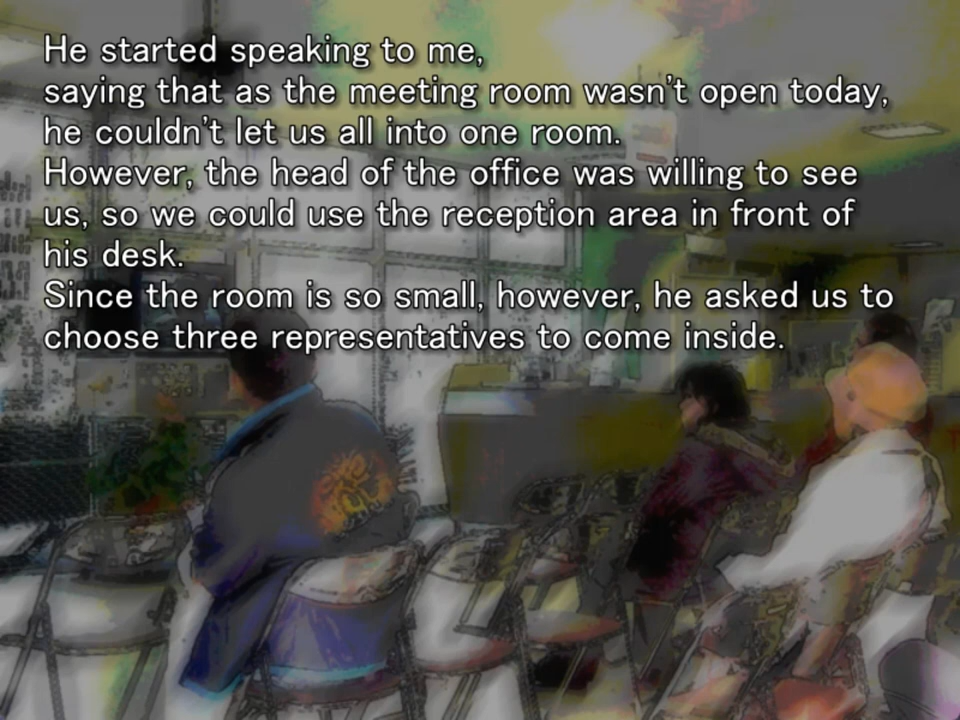 He started speaking to me,
saying that as the meeting room wasn't open today,
he couldn't let us all into one room.
However, the head of the office was willing to see
us, so we could use the reception area in front of
his desk.
Since the room is so small, however, he asked us to
choose three representatives to come inside.